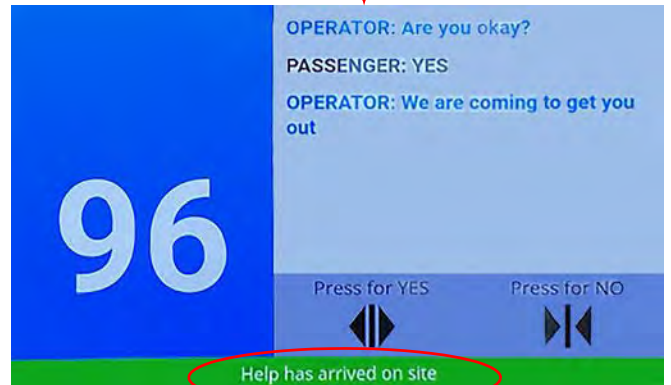 OPERATOR: Are you okay?
PASSENGER: YES
OPERATOR: We are coming to get you
out
96
Press for YES
Press for NO
Help has arrived on site